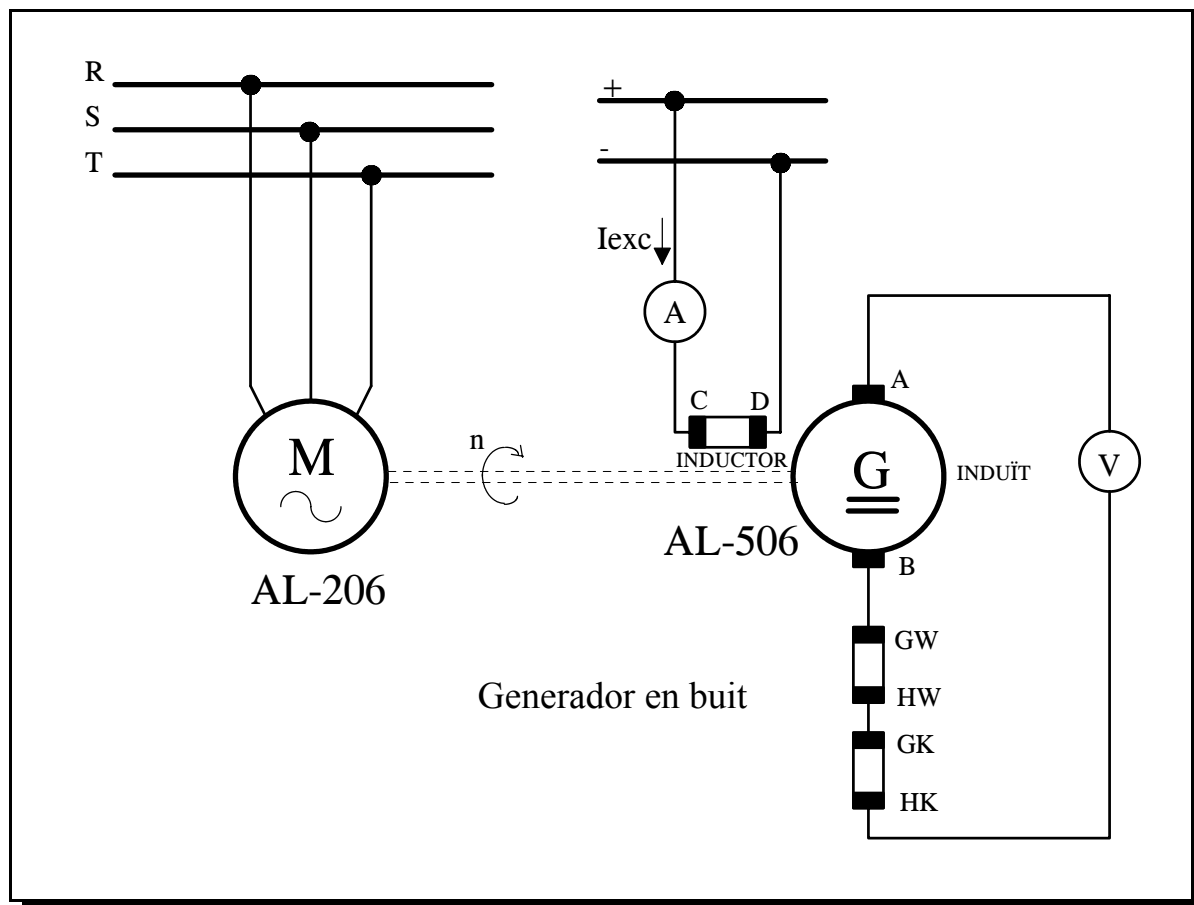 R
S
T
+
-
Iexc
A
C D
INDUCTOR
A
M
n
G
INDUÏT
V
AL-206
AL-506
B
GW
HW
GK
HK
Generador en buit